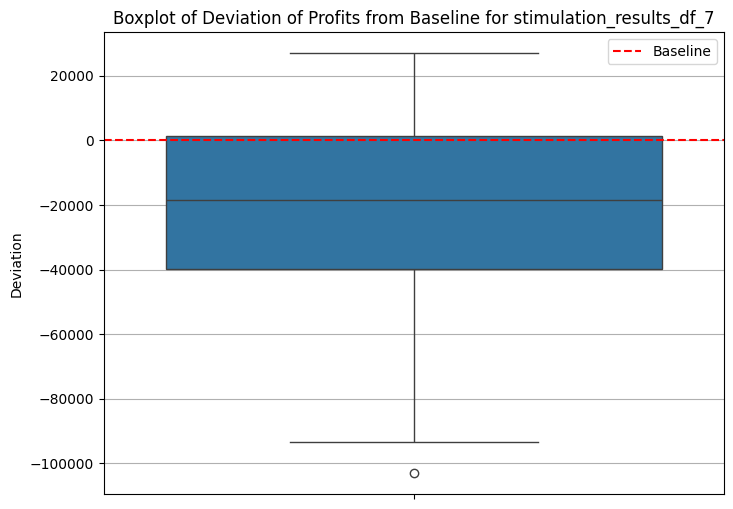 Boxplot of Deviation of Profits from Baseline for stimulation_results_df_7
Baseline
20000
0
−20000
−40000
−60000
−80000
−100000
Deviation